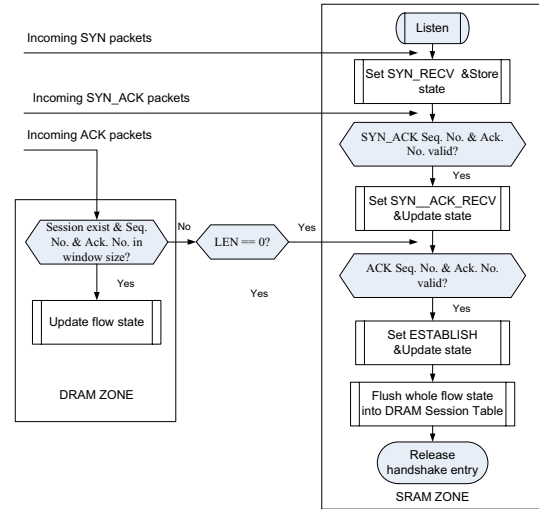 Incoming SYN packets
Listen
Set SYN_RECV &Store
state
Incoming SYN_ACK packets
SYN_ACK Seq. No. & Ack.
No. valid?
Incoming ACK packets
Yes
Set SYN__ACK_RECV
&Update state
Session exist & Seq.
No. & Ack. No. in
window size?
No
LEN == 0?
Yes
ACK Seq. No. & Ack. No.
valid?
Yes
Yes
Yes
Update flow state
Set ESTABLISH
&Update state
DRAM ZONE
Flush whole flow state
into DRAM Session Table
Release
handshake entry
SRAM ZONE